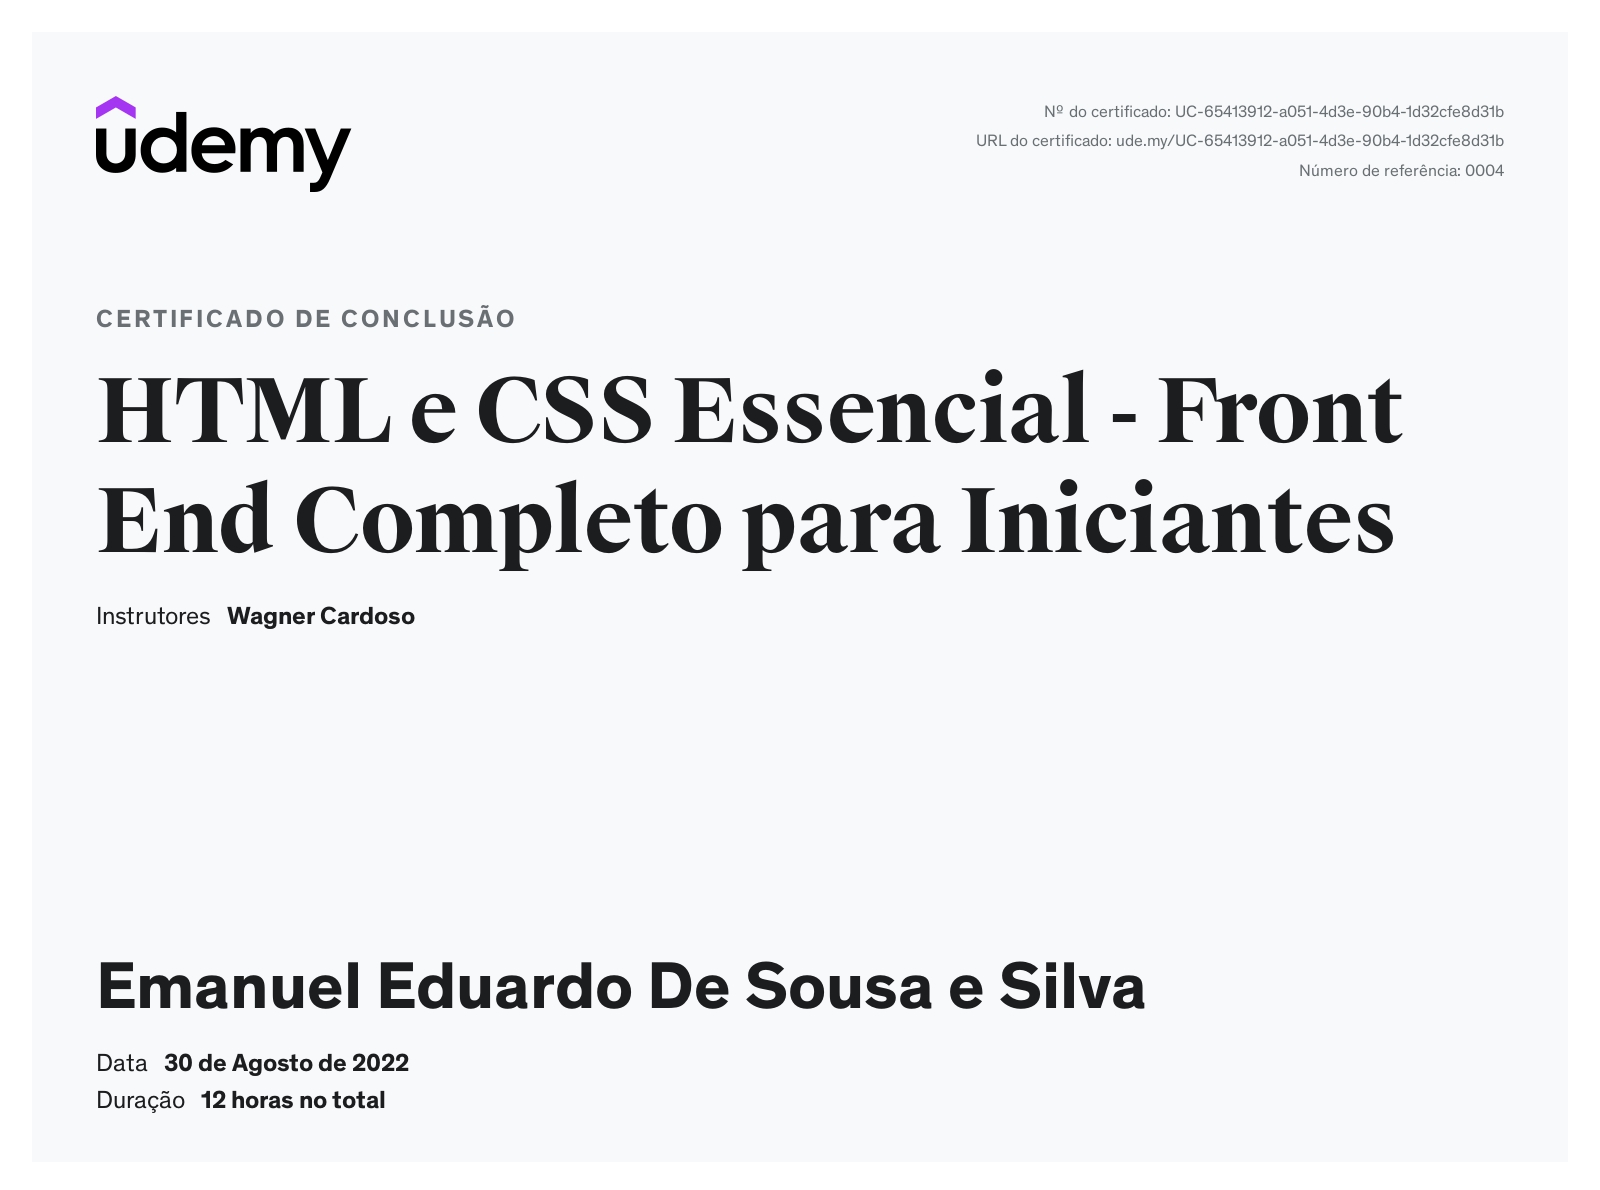 udemy
Nº do certificado: UC-65413912-a051-4d3e-90b4-1d32cfe8d31b
URL do certificado: ude.my/UC-65413912-a051-4d3e-90b4-1d32cfe8d31b
Número de referência: 0004
CERTIFICADO DE CONCLUSÃO
HTML e CSS Essencial - Front
End Completo para Iniciantes
Instrutores Wagner Cardoso
Emanuel Eduardo De Sousa e Silva
Data 30 de Agosto de 2022
Duração 12 horas no total